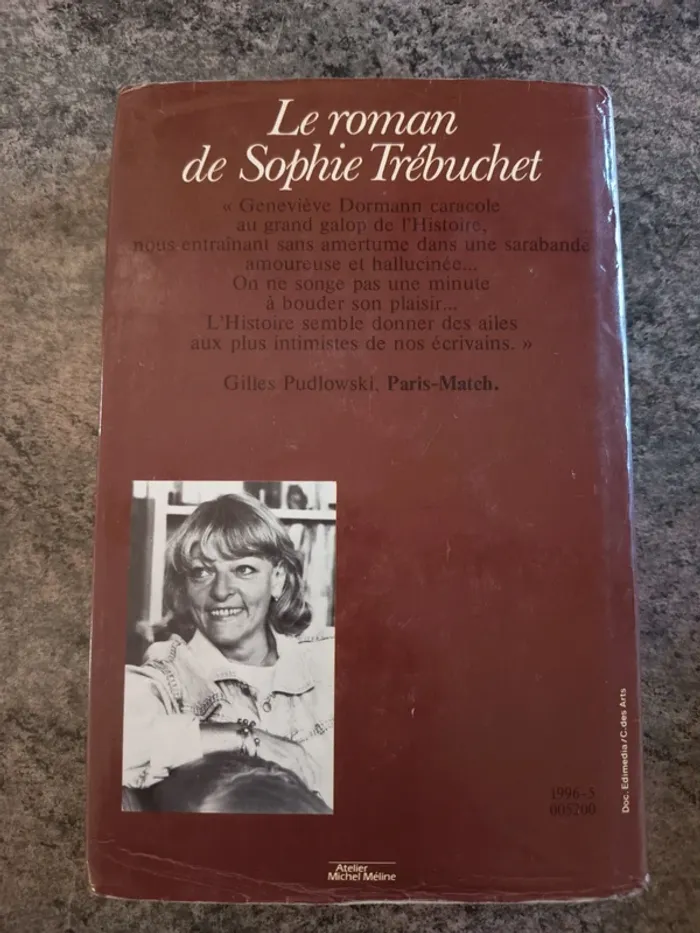 Le roman
de Sophie Trébuchet
« Geneviève Dormann caracole
au grand galop de l'Histoire,
nous entraînant sans amertume dans une sarabande
amoureuse et hallucinée...
On ne songe pas une minute
à bouder son plaisir...
L'Histoire semble donner des ailes
aux plus intimistes de nos écrivains. »
Gilles Pudlowski, Paris-Match.
1996-5
005200
Doc. Edimedia/C.des Arts
Atelier
Michel Méline